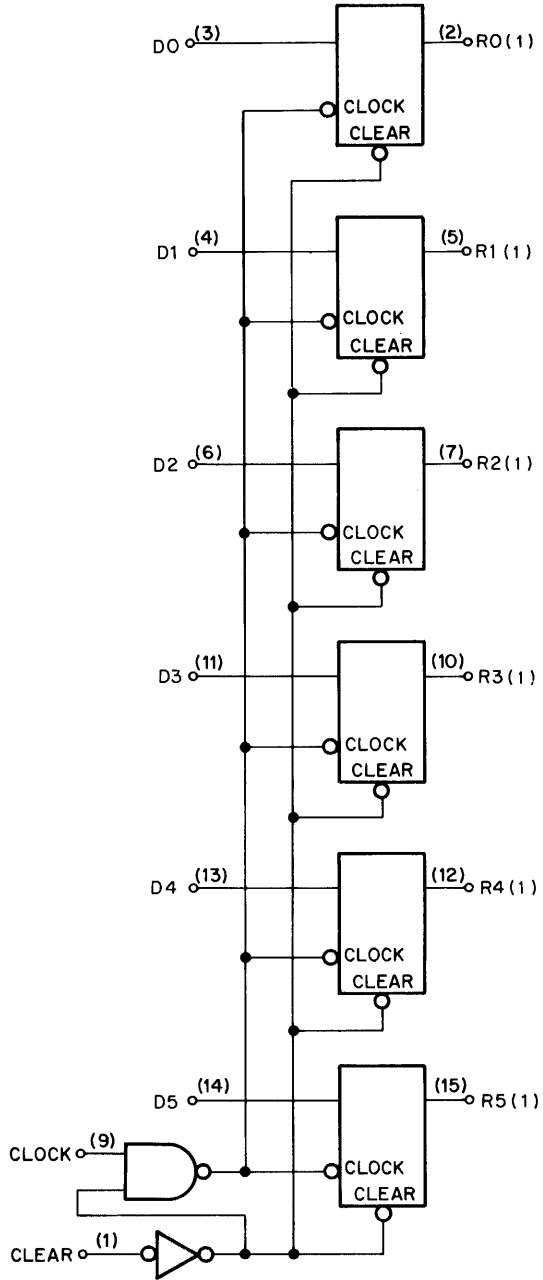 D0 (3) (2) R0(1)
CLOCK
CLEAR
D1 (4) (5) R1(1)
CLOCK
CLEAR
D2 (6) (7) R2(1)
CLOCK
CLEAR
D3 (11) (10) R3(1)
CLOCK
CLEAR
D4 (13) (12) R4(1)
CLOCK
CLEAR
D5 (14) (15) R5(1)
CLOCK (9)
CLOCK
CLEAR
CLEAR (1)